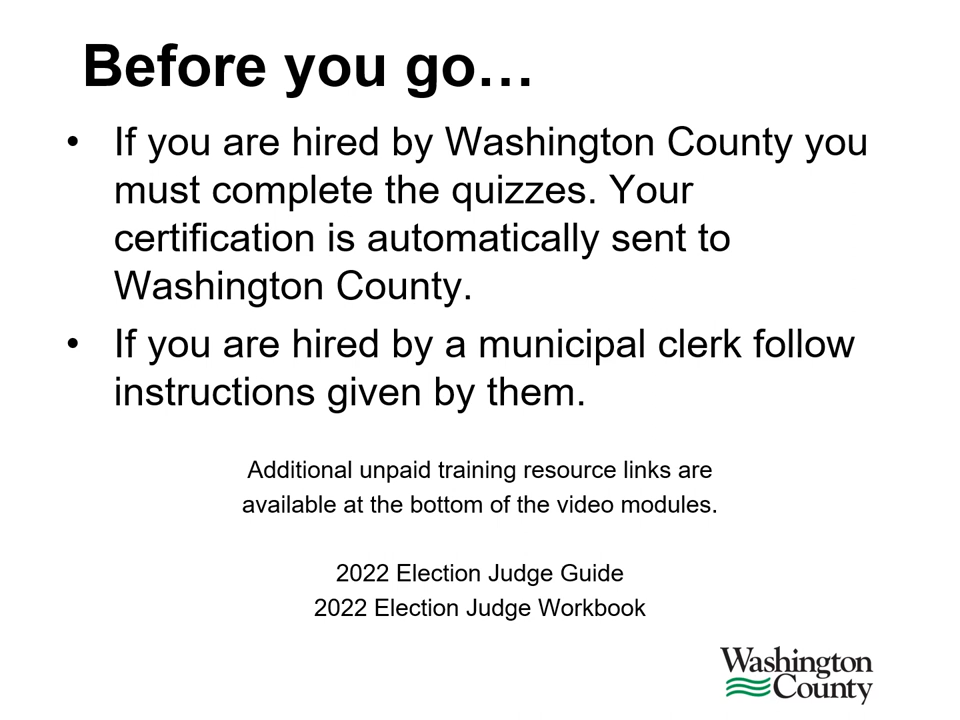 Before you go…
• If you are hired by Washington County you
must complete the quizzes. Your
certification is automatically sent to
Washington County.
• If you are hired by a municipal clerk follow
instructions given by them.
Additional unpaid training resource links are
available at the bottom of the video modules.
2022 Election Judge Guide
2022 Election Judge Workbook
Washington
County